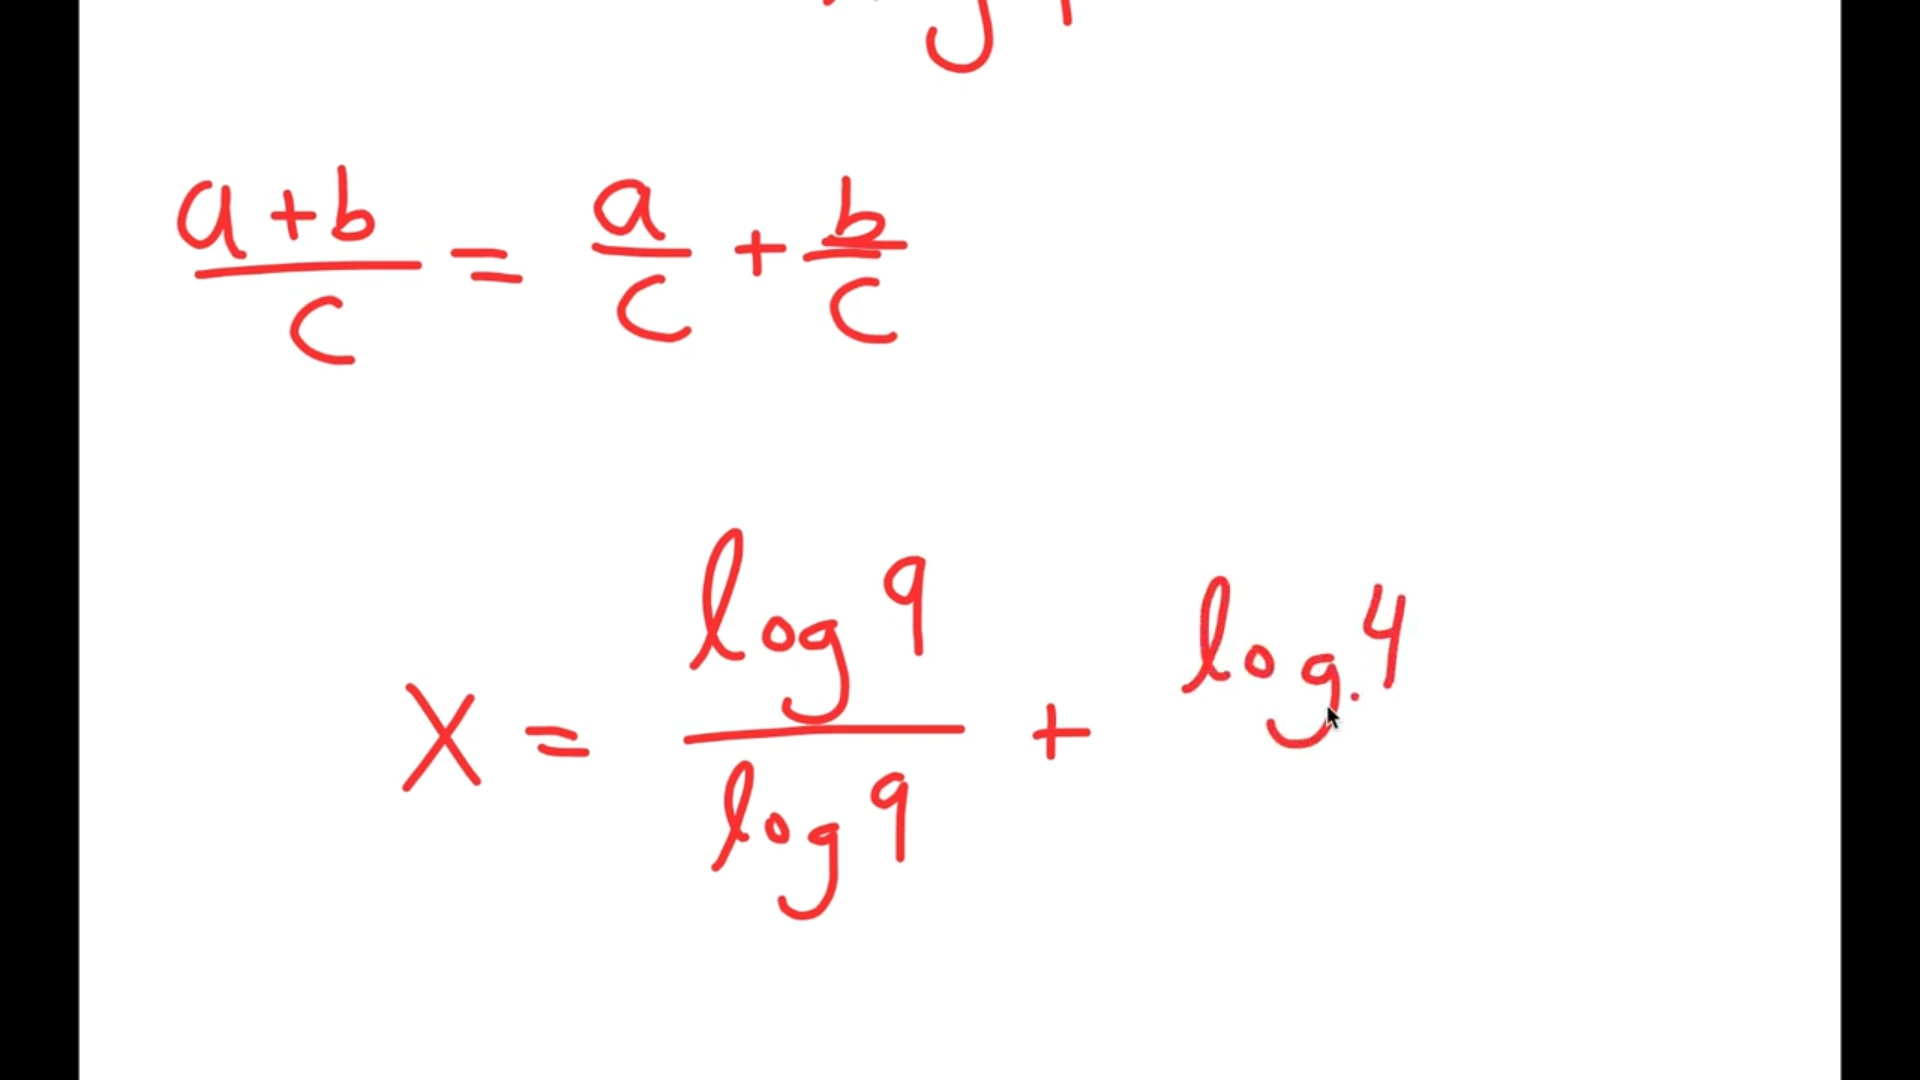 a+b/c = a/c + b/c
x = log 9/log 9 + log 4